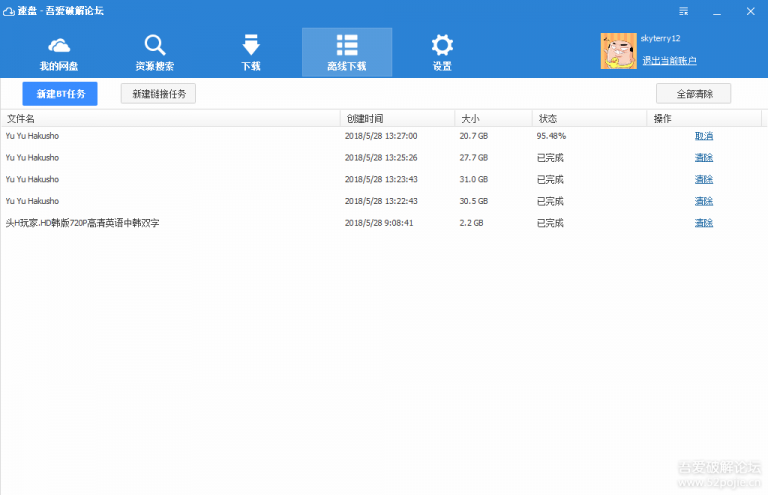 速盘 - 吾爱破解论坛
我的网盘 资源搜索 下载 离线下载 设置
skyterry12
退出当前账户
新建BT任务 新建链接任务 全部清除
文件名 创建时间 大小 状态 操作
Yu Yu Hakusho 2018/5/28 13:27:00 20.7 GB 95.48% 取消
Yu Yu Hakusho 2018/5/28 13:25:26 27.7 GB 已完成 清除
Yu Yu Hakusho 2018/5/28 13:23:43 31.0 GB 已完成 清除
Yu Yu Hakusho 2018/5/28 13:22:43 30.5 GB 已完成 清除
头H玩家.HD韩版720P高清英语中韩双字 2018/5/28 9:08:41 2.2 GB 已完成 清除
吾爱破解论坛
www.52pojie.cn